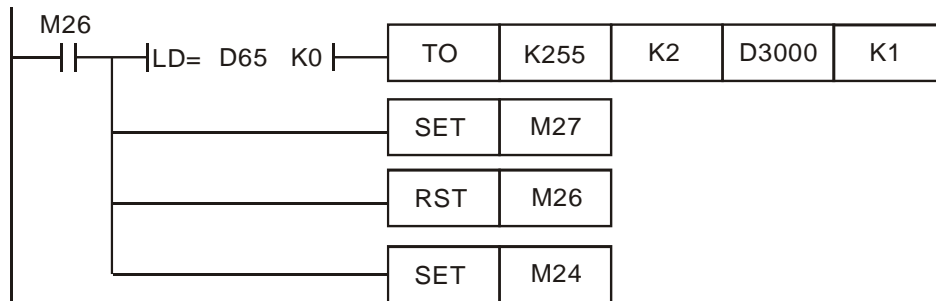 M26
LD= D65 K0 TO K255 K2 D3000 K1
SET M27
RST M26
SET M24